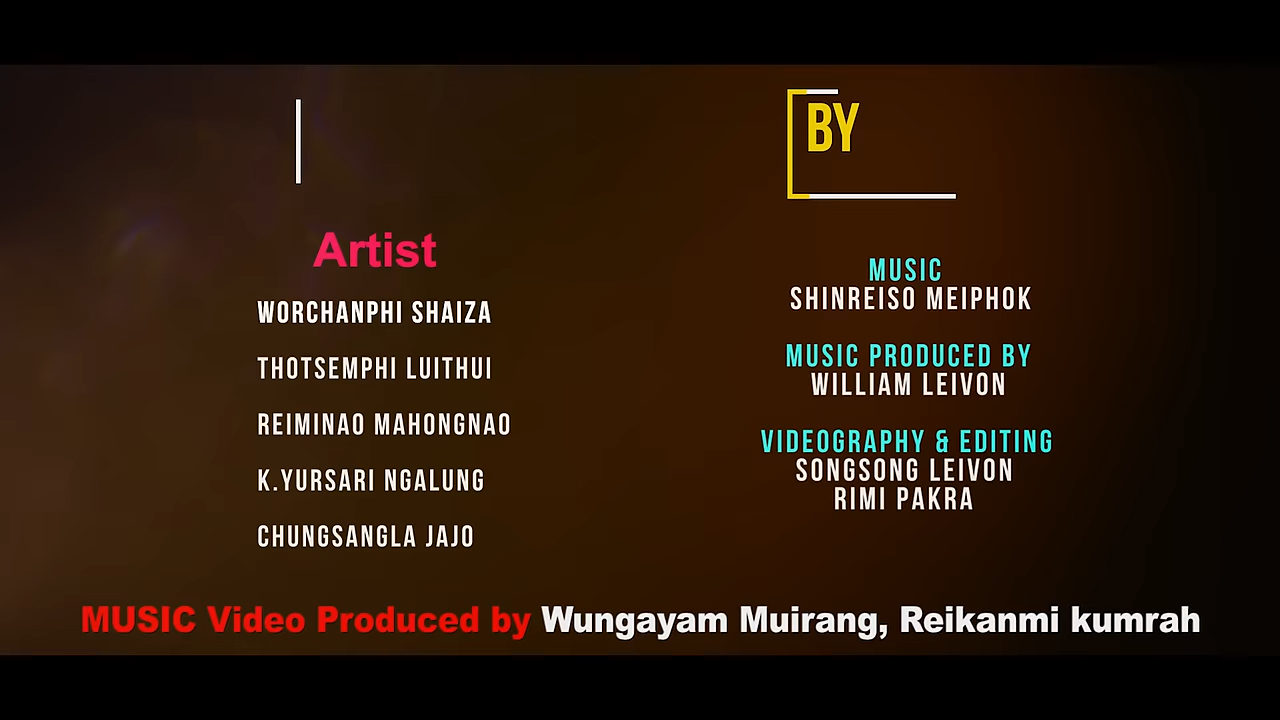 Artist
WORCHANPHI SHAIZA
THOTSEMPHI LUITHUI
REIMINAO MAHONGNAO
K.YURSARI NGALUNG
CHUNGSANGLA JAJO
BY
MUSIC
SHINREISO MEIPHOK
MUSIC PRODUCED BY
WILLIAM LEIVON
VIDEOGRAPHY & EDITING
SONGSONG LEIVON
RIMI PAKRA
MUSIC Video Produced by Wungayam Muirang, Reikanmi kumrah